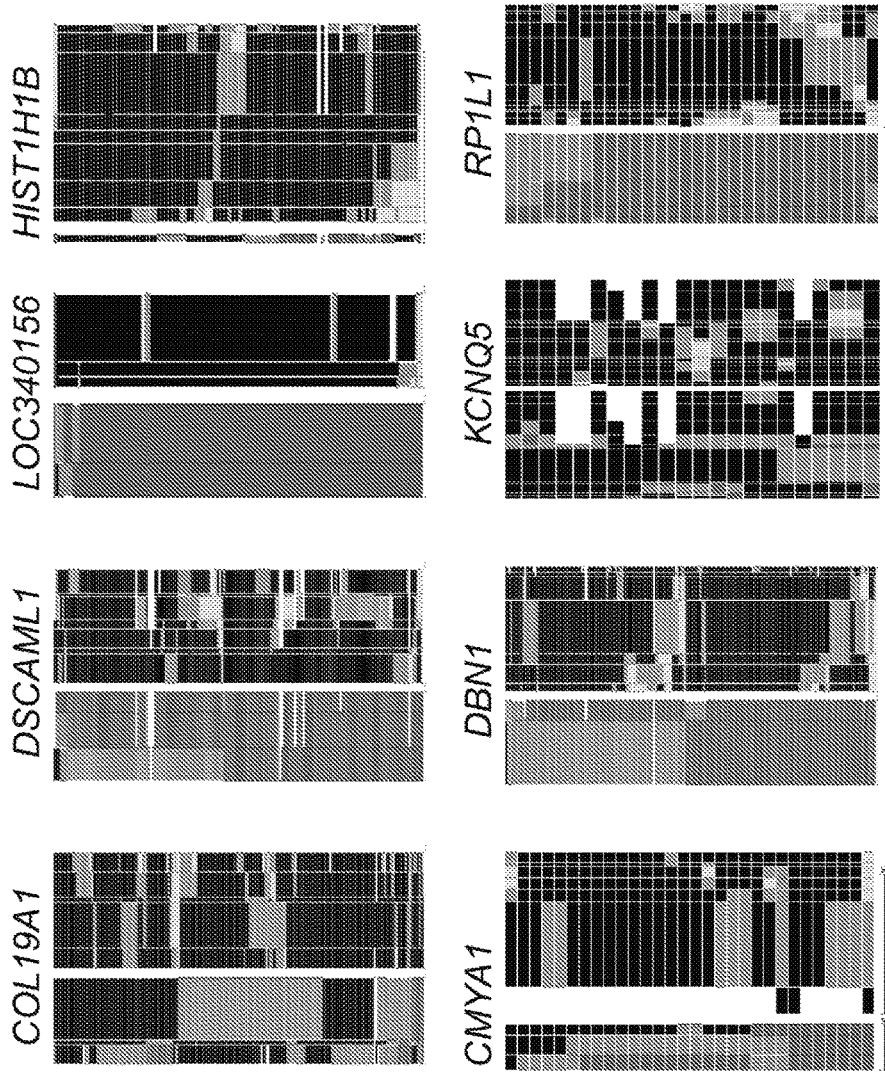 HIST1H1B
RP1L1
LOC340156
KCNQ5
DSCAML1
DBN1
COL19A1
CMYA1